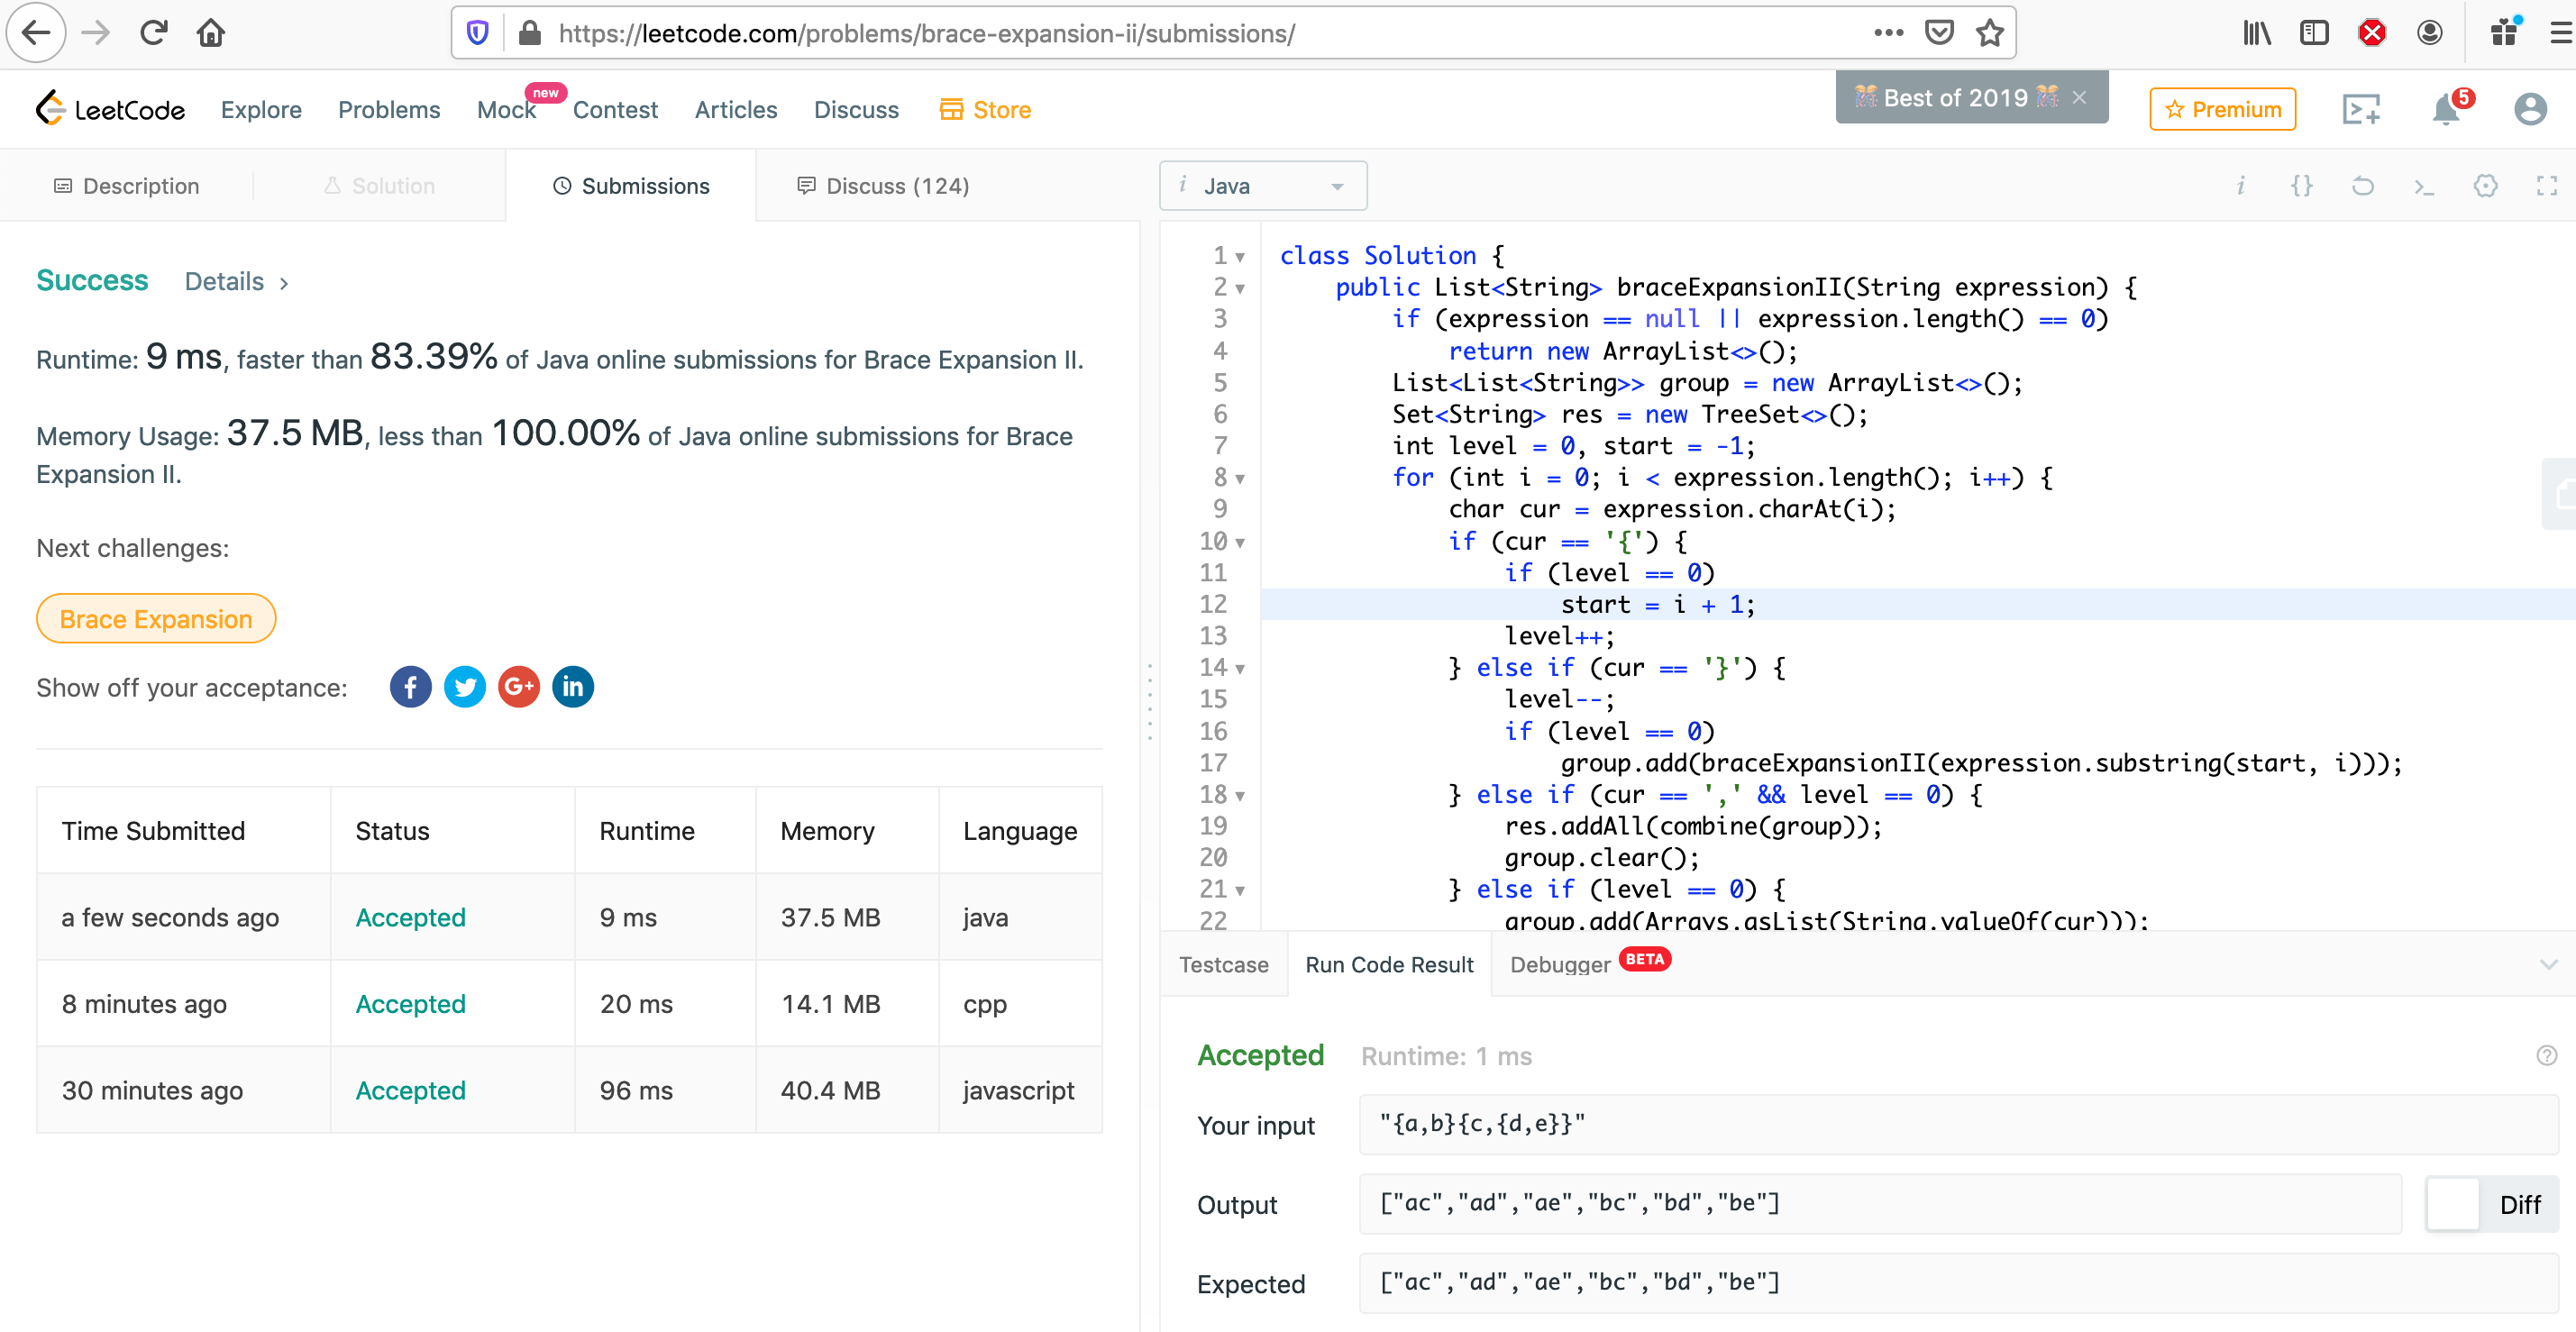 https://leetcode.com/problems/brace-expansion-ii/submissions/
LeetCode
Explore
Problems
Mock
new
Contest
Articles
Discuss
Store
Best of 2019
Premium
5
Description
Solution
Submissions
Discuss (124)
i Java
Success
Details
Runtime: 9 ms, faster than 83.39% of Java online submissions for Brace Expansion II.
Memory Usage: 37.5 MB, less than 100.00% of Java online submissions for Brace
Expansion II.
Next challenges:
Brace Expansion
Show off your acceptance:
Time Submitted Status Runtime Memory Language
a few seconds ago Accepted 9 ms 37.5 MB java
8 minutes ago Accepted 20 ms 14.1 MB cpp
30 minutes ago Accepted 96 ms 40.4 MB javascript
1 class Solution {
2 public List<String> braceExpansionII(String expression) {
3 if (expression == null || expression.length() == 0)
4 return new ArrayList<>();
5 List<List<String>> group = new ArrayList<>();
6 Set<String> res = new TreeSet<>();
7 int level = 0, start = -1;
8 for (int i = 0; i < expression.length(); i++) {
9 char cur = expression.charAt(i);
10 if (cur == '{') {
11 if (level == 0)
12 start = i + 1;
13 level++;
14 } else if (cur == '}') {
15 level--;
16 if (level == 0)
17 group.add(braceExpansionII(expression.substring(start, i)));
18 } else if (cur == ',' && level == 0) {
19 res.addAll(combine(group));
20 group.clear();
21 } else if (level == 0) {
22 group.add(Arrays.asList(String.valueOf(cur)));
Testcase
Run Code Result
Debugger
BETA
Accepted
Runtime: 1 ms
Your input
"{a,b}{c,{d,e}}"
Output
["ac","ad","ae","bc","bd","be"]
Diff
Expected
["ac","ad","ae","bc","bd","be"]